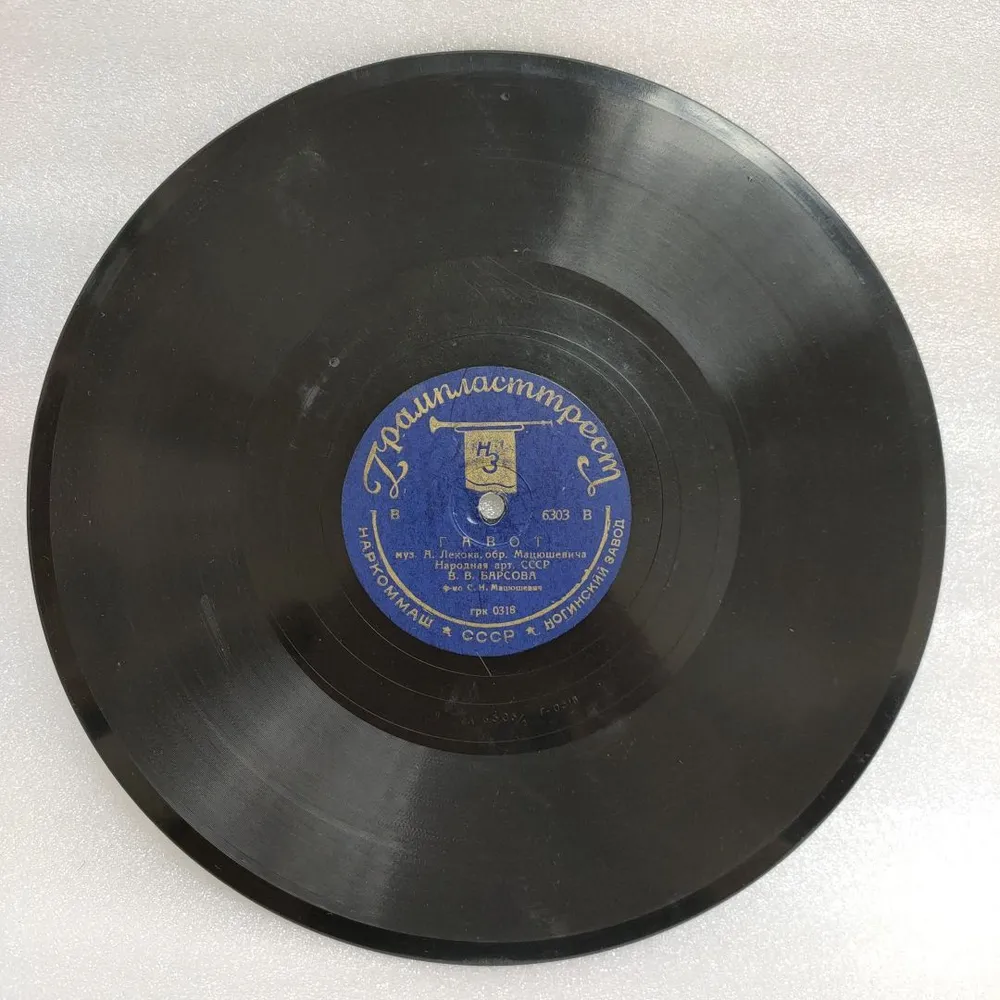 Грампласттрест
НЗ
В 6303 В
ГАВОТ
муз. А. Лекока, обр. Мацюшевича
Народная арт. СССР
В. В. БАРСОВА
ф-но С. Н. Мацюшевич
грк 0318
НАРКОММАШ ★ СССР ★ НОГИНСКИЙ ЗАВОД